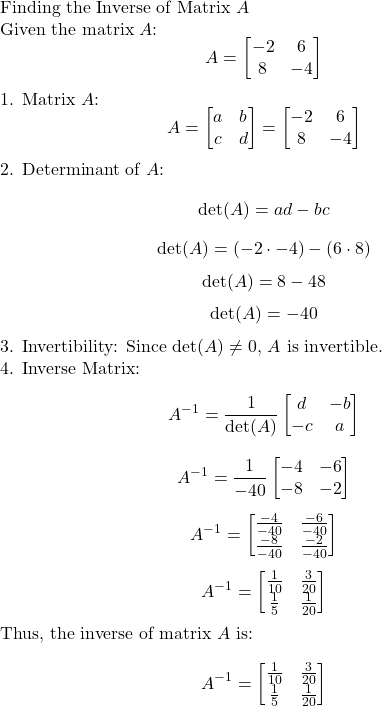 Finding the Inverse of Matrix $A$
Given the matrix $A$:
$A = \begin{bmatrix} -2 & 6 \\ 8 & -4 \end{bmatrix}$
1. Matrix $A$:
$A = \begin{bmatrix} a & b \\ c & d \end{bmatrix} = \begin{bmatrix} -2 & 6 \\ 8 & -4 \end{bmatrix}$
2. Determinant of $A$:
$\det(A) = ad - bc$
$\det(A) = (-2 \cdot -4) - (6 \cdot 8)$
$\det(A) = 8 - 48$
$\det(A) = -40$
3. Invertibility: Since $\det(A) \neq 0$, $A$ is invertible.
4. Inverse Matrix:
$A^{-1} = \frac{1}{\det(A)} \begin{bmatrix} d & -b \\ -c & a \end{bmatrix}$
$A^{-1} = \frac{1}{-40} \begin{bmatrix} -4 & -6 \\ -8 & -2 \end{bmatrix}$
$A^{-1} = \begin{bmatrix} \frac{-4}{-40} & \frac{-6}{-40} \\ \frac{-8}{-40} & \frac{-2}{-40} \end{bmatrix}$
$A^{-1} = \begin{bmatrix} \frac{1}{10} & \frac{3}{20} \\ \frac{1}{5} & \frac{1}{20} \end{bmatrix}$
Thus, the inverse of matrix $A$ is:
$A^{-1} = \begin{bmatrix} \frac{1}{10} & \frac{3}{20} \\ \frac{1}{5} & \frac{1}{20} \end{bmatrix}$